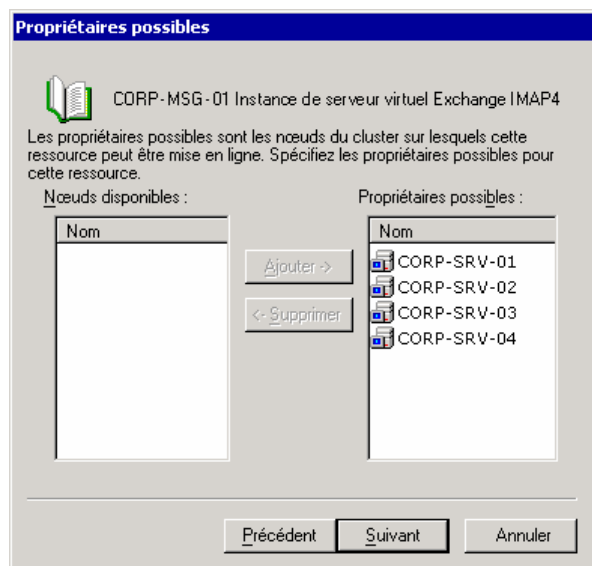 Propriétaires possibles
CORP-MSG-01 Instance de serveur virtuel Exchange IMAP4
Les propriétaires possibles sont les nœuds du cluster sur lesquels cette
ressource peut être mise en ligne. Spécifiez les propriétaires possibles pour
cette ressource.
Nœuds disponibles :
Propriétaires possibles :
Nom
Nom
CORP-SRV-01
CORP-SRV-02
CORP-SRV-03
CORP-SRV-04
Ajouter ->
<- Supprimer
Précédent
Suivant
Annuler